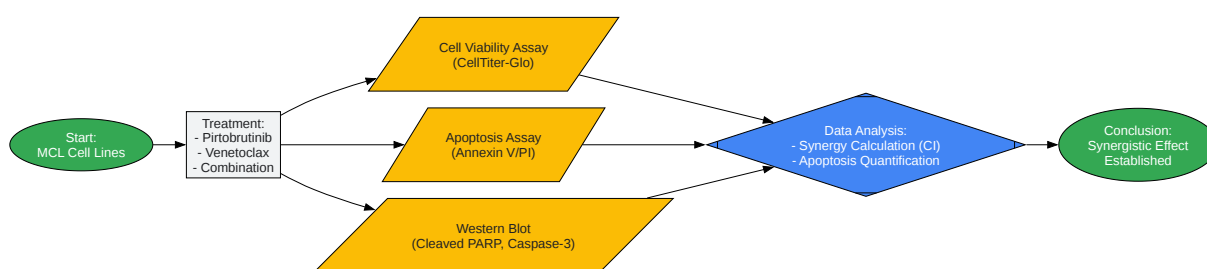 Start:
MCL Cell Lines
Treatment:
- Pirtobrutinib
- Venetoclax
- Combination
Cell Viability Assay
(CellTiter-Glo)
Apoptosis Assay
(Annexin V/PI)
Western Blot
(Cleaved PARP, Caspase-3)
Data Analysis:
- Synergy Calculation (CI)
- Apoptosis Quantification
Conclusion:
Synergistic Effect
Established